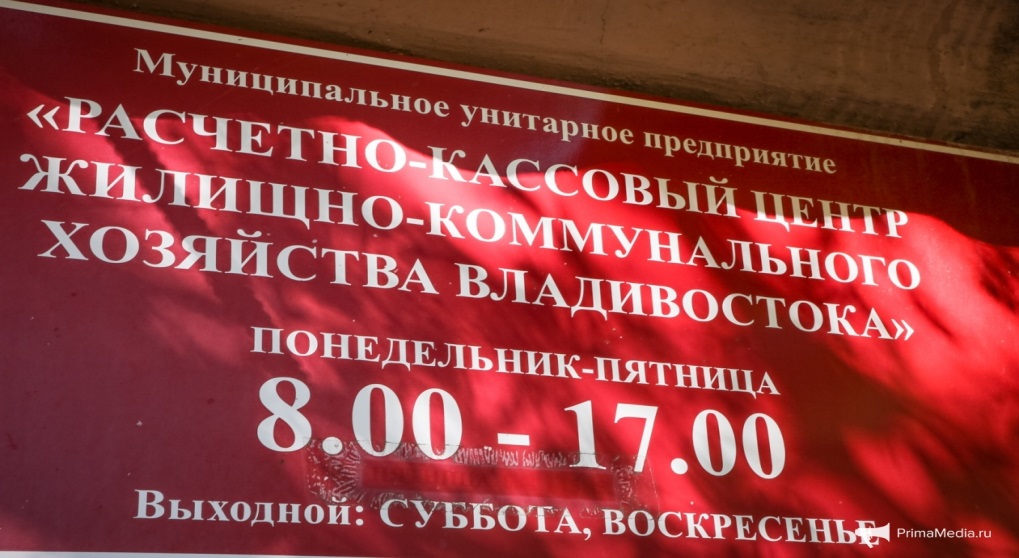 Муниципальное унитарное предприятие
«РАСЧЕТНО-КАССОВЫЙ ЦЕНТР
ЖИЛИЩНО-КОММУНАЛЬНОГО
ХОЗЯЙСТВА ВЛАДИВОСТОКА»
ПОНЕДЕЛЬНИК-ПЯТНИЦА
8.00 - 17.00
Выходной: СУББОТА, ВОСКРЕСЕНЬЕ
PrimaMedia.ru